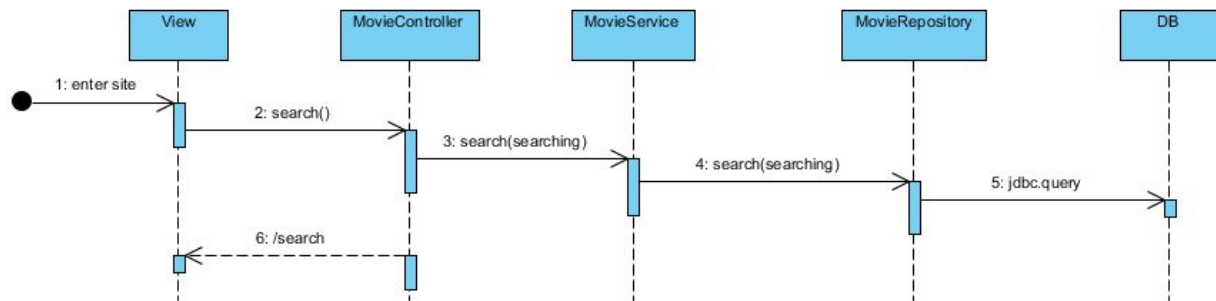 View
MovieController
MovieService
MovieRepository
DB
1: enter site
2: search()
3: search(searching)
4: search(searching)
5: jdbc.query
6: /search